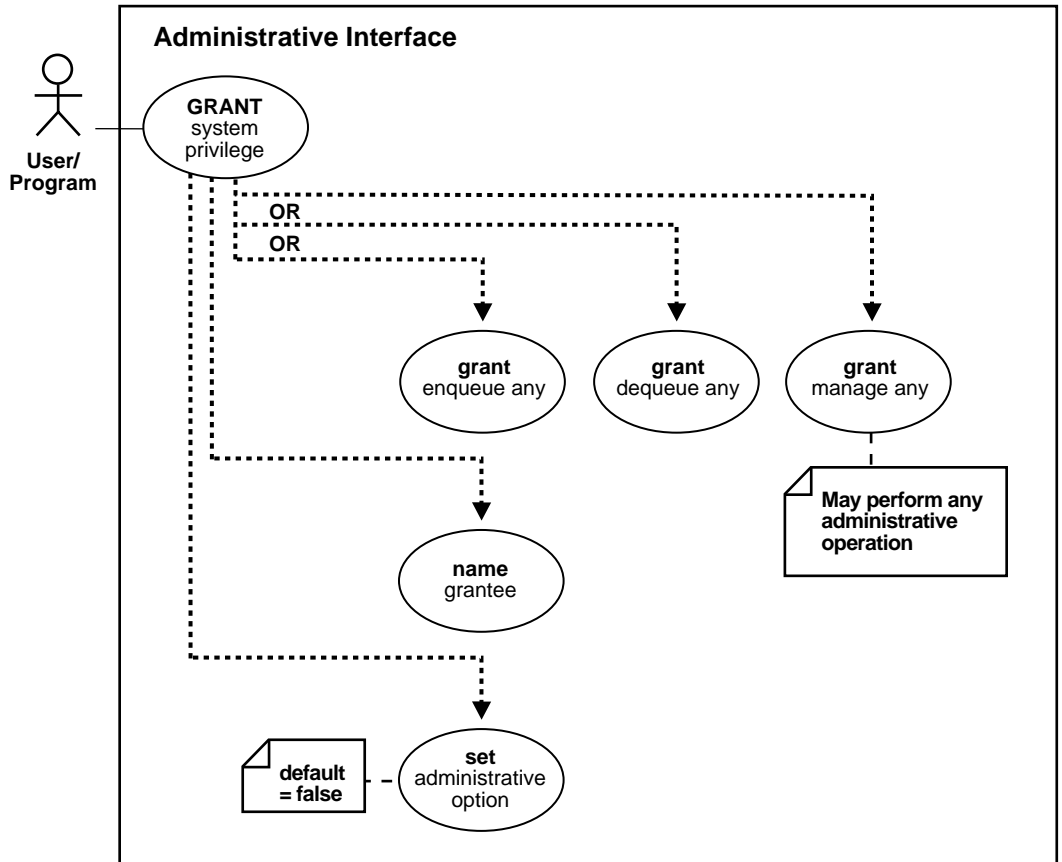 Administrative Interface
User/
Program
GRANT
system
privilege
OR
OR
grant
enqueue any
grant
dequeue any
grant
manage any
May perform any
administrative
operation
name
grantee
default
= false
set
administrative
option